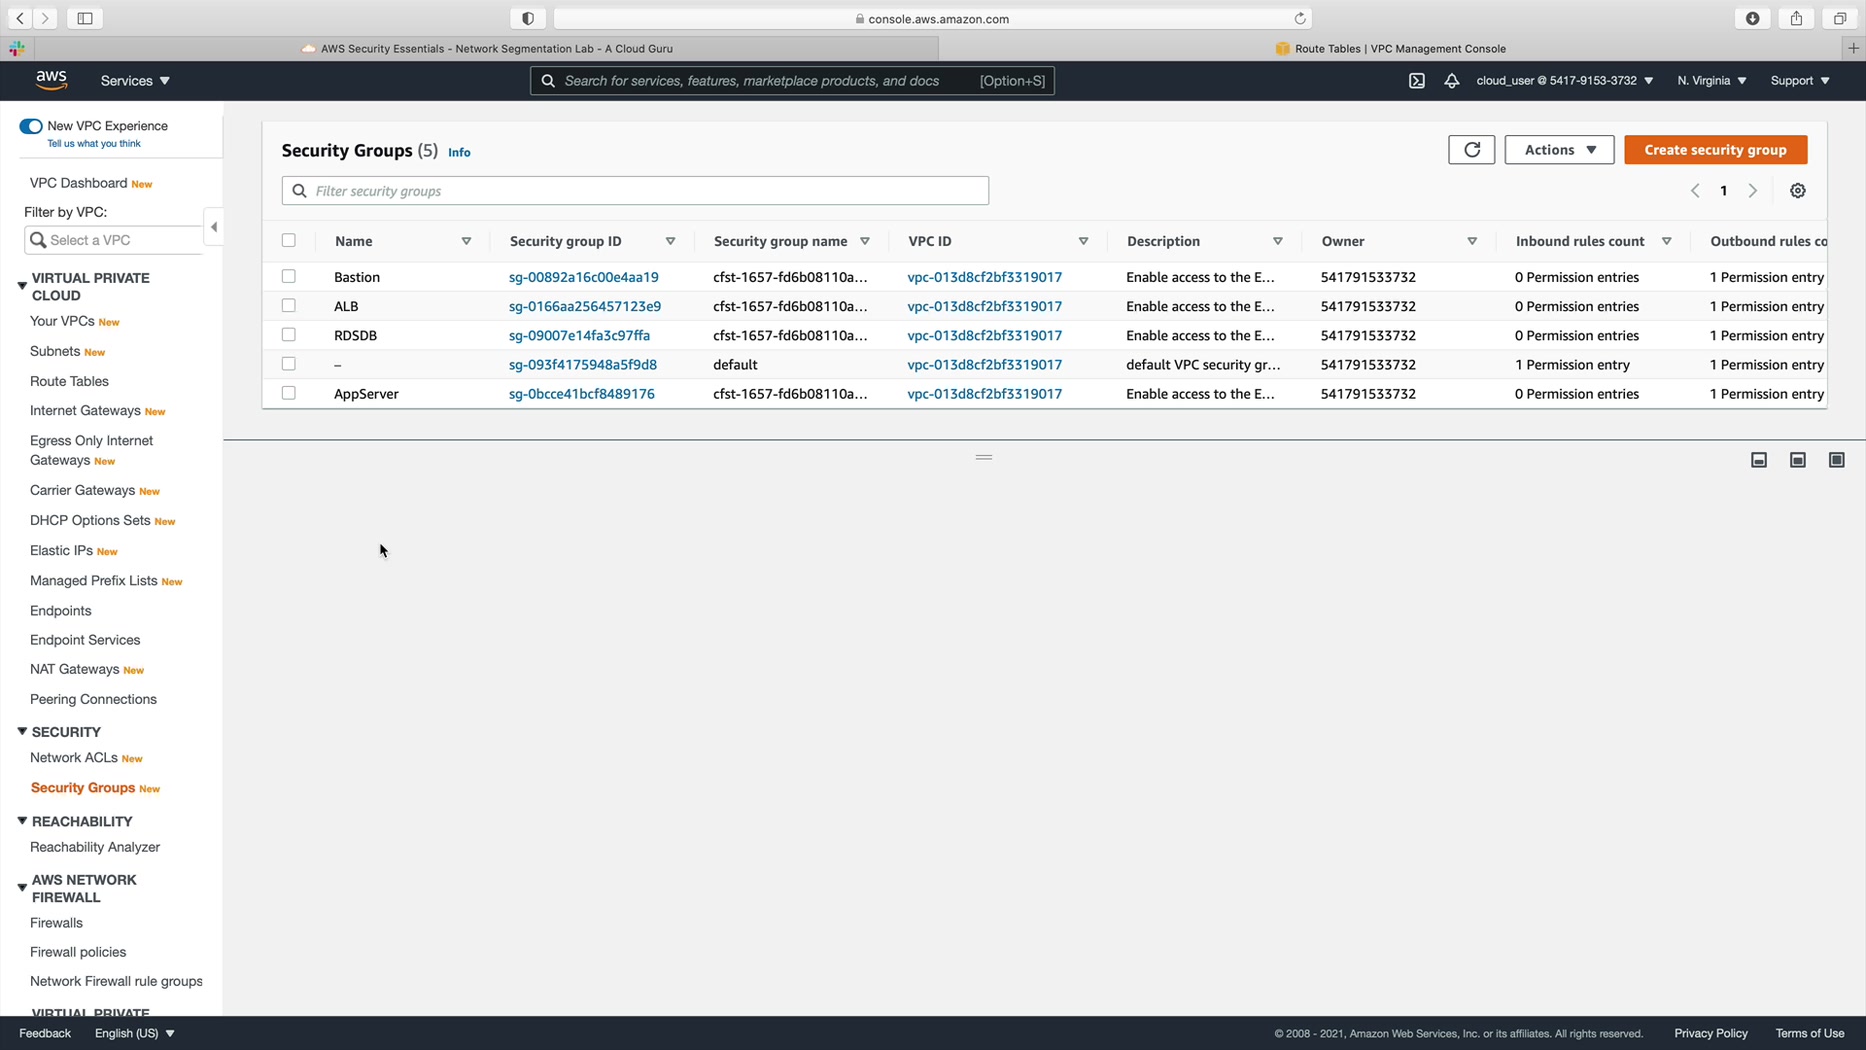 console.aws.amazon.com
AWS Security Essentials - Network Segmentation Lab - A Cloud Guru
Route Tables | VPC Management Console
aws
Services
Search for services, features, marketplace products, and docs
[Option+S]
cloud_user @ 5417-9153-3732
N. Virginia
Support
New VPC Experience
Tell us what you think
VPC Dashboard New
Filter by VPC:
Select a VPC
VIRTUAL PRIVATE
CLOUD
Your VPCs New
Subnets New
Route Tables
Internet Gateways New
Egress Only Internet
Gateways New
Carrier Gateways New
DHCP Options Sets New
Elastic IPs New
Managed Prefix Lists New
Endpoints
Endpoint Services
NAT Gateways New
Peering Connections
SECURITY
Network ACLs New
Security Groups New
REACHABILITY
Reachability Analyzer
AWS NETWORK
FIREWALL
Firewalls
Firewall policies
Network Firewall rule groups
VIRTUAL PRIVATE
Security Groups (5) Info
Actions
Create security group
Filter security groups
1
Name Security group ID Security group name VPC ID Description Owner Inbound rules count Outbound rules co
Bastion sg-00892a16c00e4aa19 cfst-1657-fd6b08110a... vpc-013d8cf2bf3319017 Enable access to the E... 541791533732 0 Permission entries 1 Permission entry
ALB sg-0166aa256457123e9 cfst-1657-fd6b08110a... vpc-013d8cf2bf3319017 Enable access to the E... 541791533732 0 Permission entries 1 Permission entry
RDSDB sg-09007e14fa3c97ffa cfst-1657-fd6b08110a... vpc-013d8cf2bf3319017 Enable access to the E... 541791533732 0 Permission entries 1 Permission entry
– sg-093f4175948a5f9d8 default vpc-013d8cf2bf3319017 default VPC security gr... 541791533732 1 Permission entry 1 Permission entry
AppServer sg-0bcce41bcf8489176 cfst-1657-fd6b08110a... vpc-013d8cf2bf3319017 Enable access to the E... 541791533732 0 Permission entries 1 Permission entry
Feedback
English (US)
© 2008 - 2021, Amazon Web Services, Inc. or its affiliates. All rights reserved.
Privacy Policy
Terms of Use